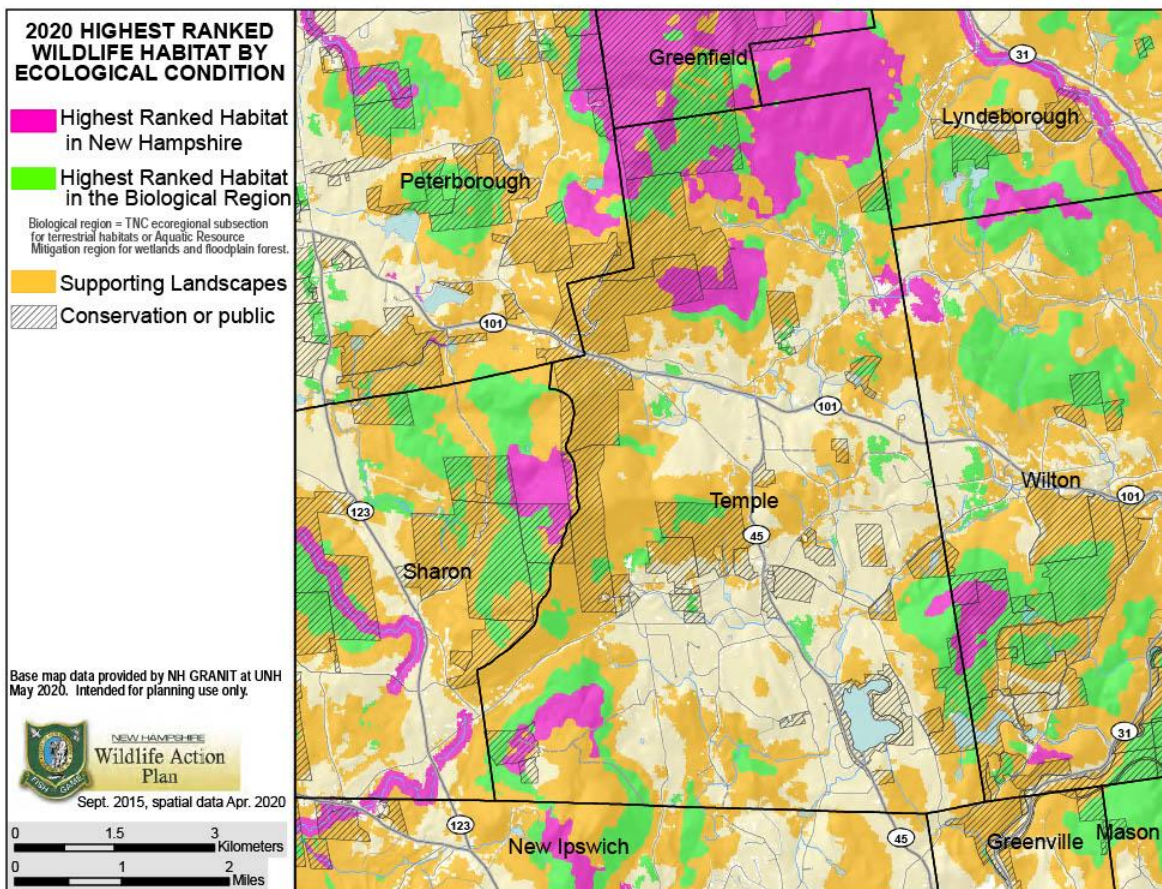 2020 HIGHEST RANKED
WILDLIFE HABITAT BY
ECOLOGICAL CONDITION
Highest Ranked Habitat
in New Hampshire
Highest Ranked Habitat
in the Biological Region
Biological region = TNC ecoregional subsection
for terrestrial habitats or Aquatic Resource
Mitigation region for wetlands and floodplain forest.
Supporting Landscapes
Conservation or public
Base map data provided by NH GRANIT at UNH
May 2020. Intended for planning use only.
NEW HAMPSHIRE
Wildlife Action
Plan
FISH GAME
Sept. 2015, spatial data Apr. 2020
0 1.5 3
Kilometers
0 1 2
Miles
Greenfield
31
Lyndeborough
Peterborough
101
101
Wilton
101
Temple
123
45
Sharon
31
123
New Ipswich
45
Greenville
Mason